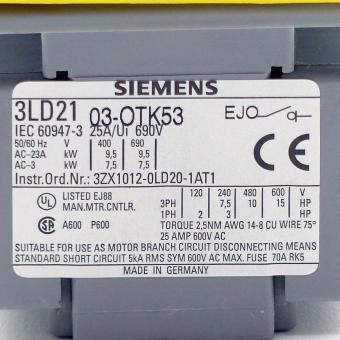 SIEMENS
3LD21 03-OTK53 EJO
IEC 60947-3 25A/Ui 690V
50/60 Hz V 400 690
AC-23A kW 9,5 9,5
AC-3 kW 7,5 7,5
Instr.Ord.Nr.: 3ZX1012-0LD20-1AT1
UL LISTED EJ88
MAN.MTR.CNTLR.
120 240 480 600 V
3PH 3 7,5 10 15 HP
1PH 2 3 HP
SA A600 P600
TORQUE 2,5NM AWG 14-8 CU WIRE 75°
25 AMP 600V AC
SUITABLE FOR USE AS MOTOR BRANCH CIRCUIT DISCONNECTING MEANS
STANDARD SHORT CIRCUIT 5kA RMS SYM 600V AC MAX. FUSE 70A RK5
MADE IN GERMANY